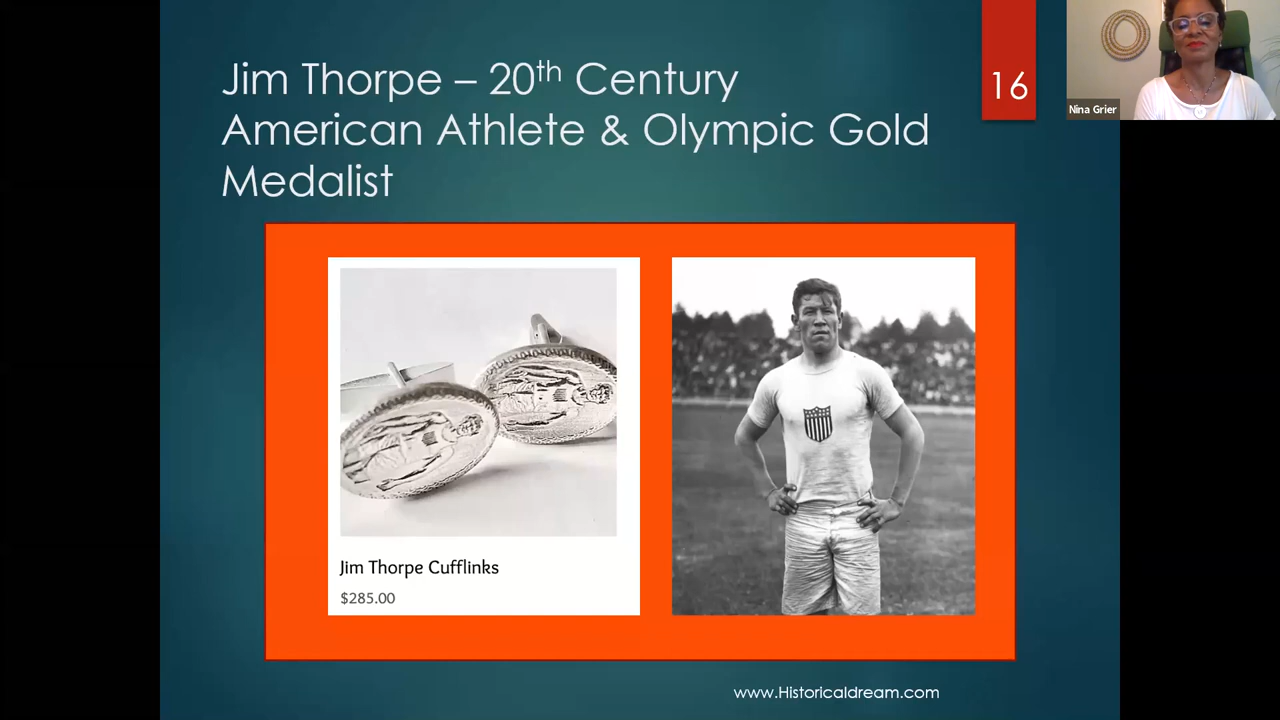 Jim Thorpe – 20th Century
American Athlete & Olympic Gold
Medalist
16
Nina Grier
Jim Thorpe Cufflinks
$285.00
www.Historicaldream.com